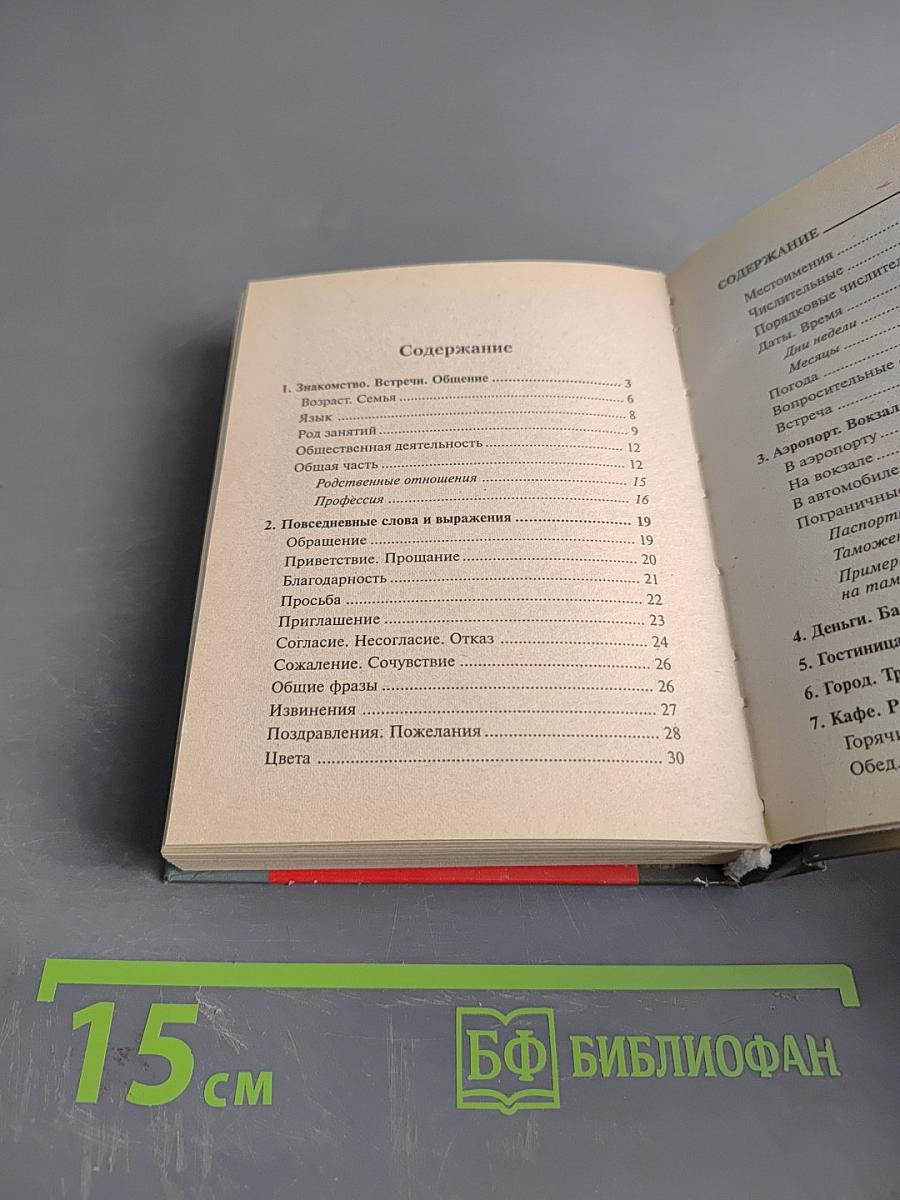 Содержание
1. Знакомство. Встречи. Общение ........ 3
Возраст. Семья ........ 6
Язык ........ 8
Род занятий ........ 9
Общественная деятельность ........ 12
Общая часть ........ 12
Родственные отношения ........ 15
Профессия ........ 16
2. Повседневные слова и выражения ........ 19
Обращение ........ 19
Приветствие. Прощание ........ 20
Благодарность ........ 21
Просьба ........ 22
Приглашение ........ 23
Согласие. Несогласие. Отказ ........ 24
Сожаление. Сочувствие ........ 26
Общие фразы ........ 26
Извинения ........ 27
Поздравления. Пожелания ........ 28
Цвета ........ 30
СОДЕРЖАНИЕ
Местоимения ........
Числительные ........
Порядковые
Даты. Время ........
Дни недели ........
Месяцы ........
Погода ........
Вопросительные
Встреча ........
3. Аэропорт.
В аэропорту ........
На вокзале ........
В автомобиле
4. Деньги.
5. Гостиница
6. Город.
7. Кафе.
Обед.
15 см
БФ БИБЛИОФАН